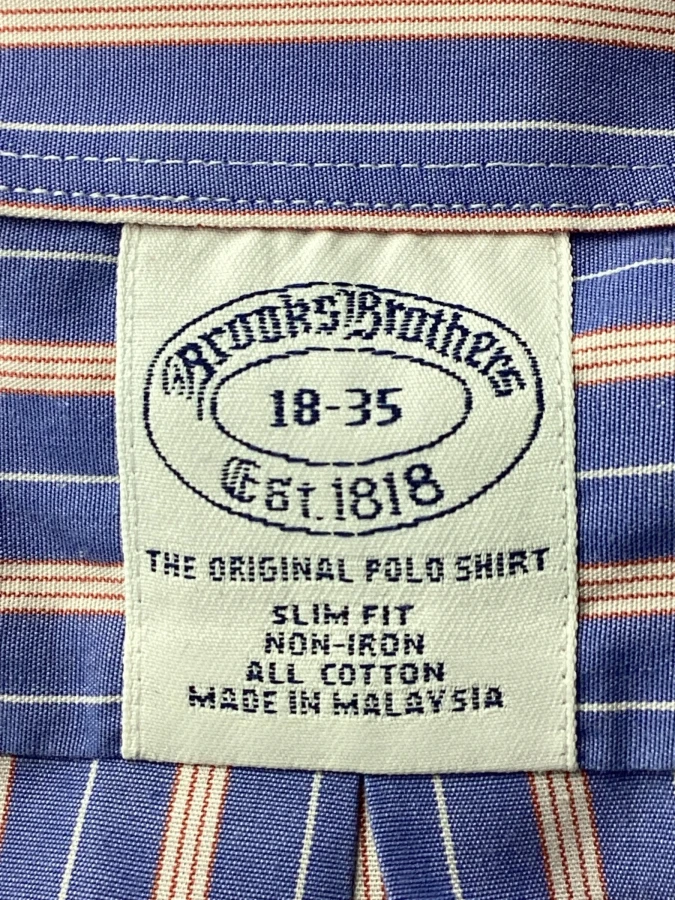 Brooks Brothers
18-35
Est. 1818
THE ORIGINAL POLO SHIRT
SLIM FIT
NON-IRON
ALL COTTON
MADE IN MALAYSIA